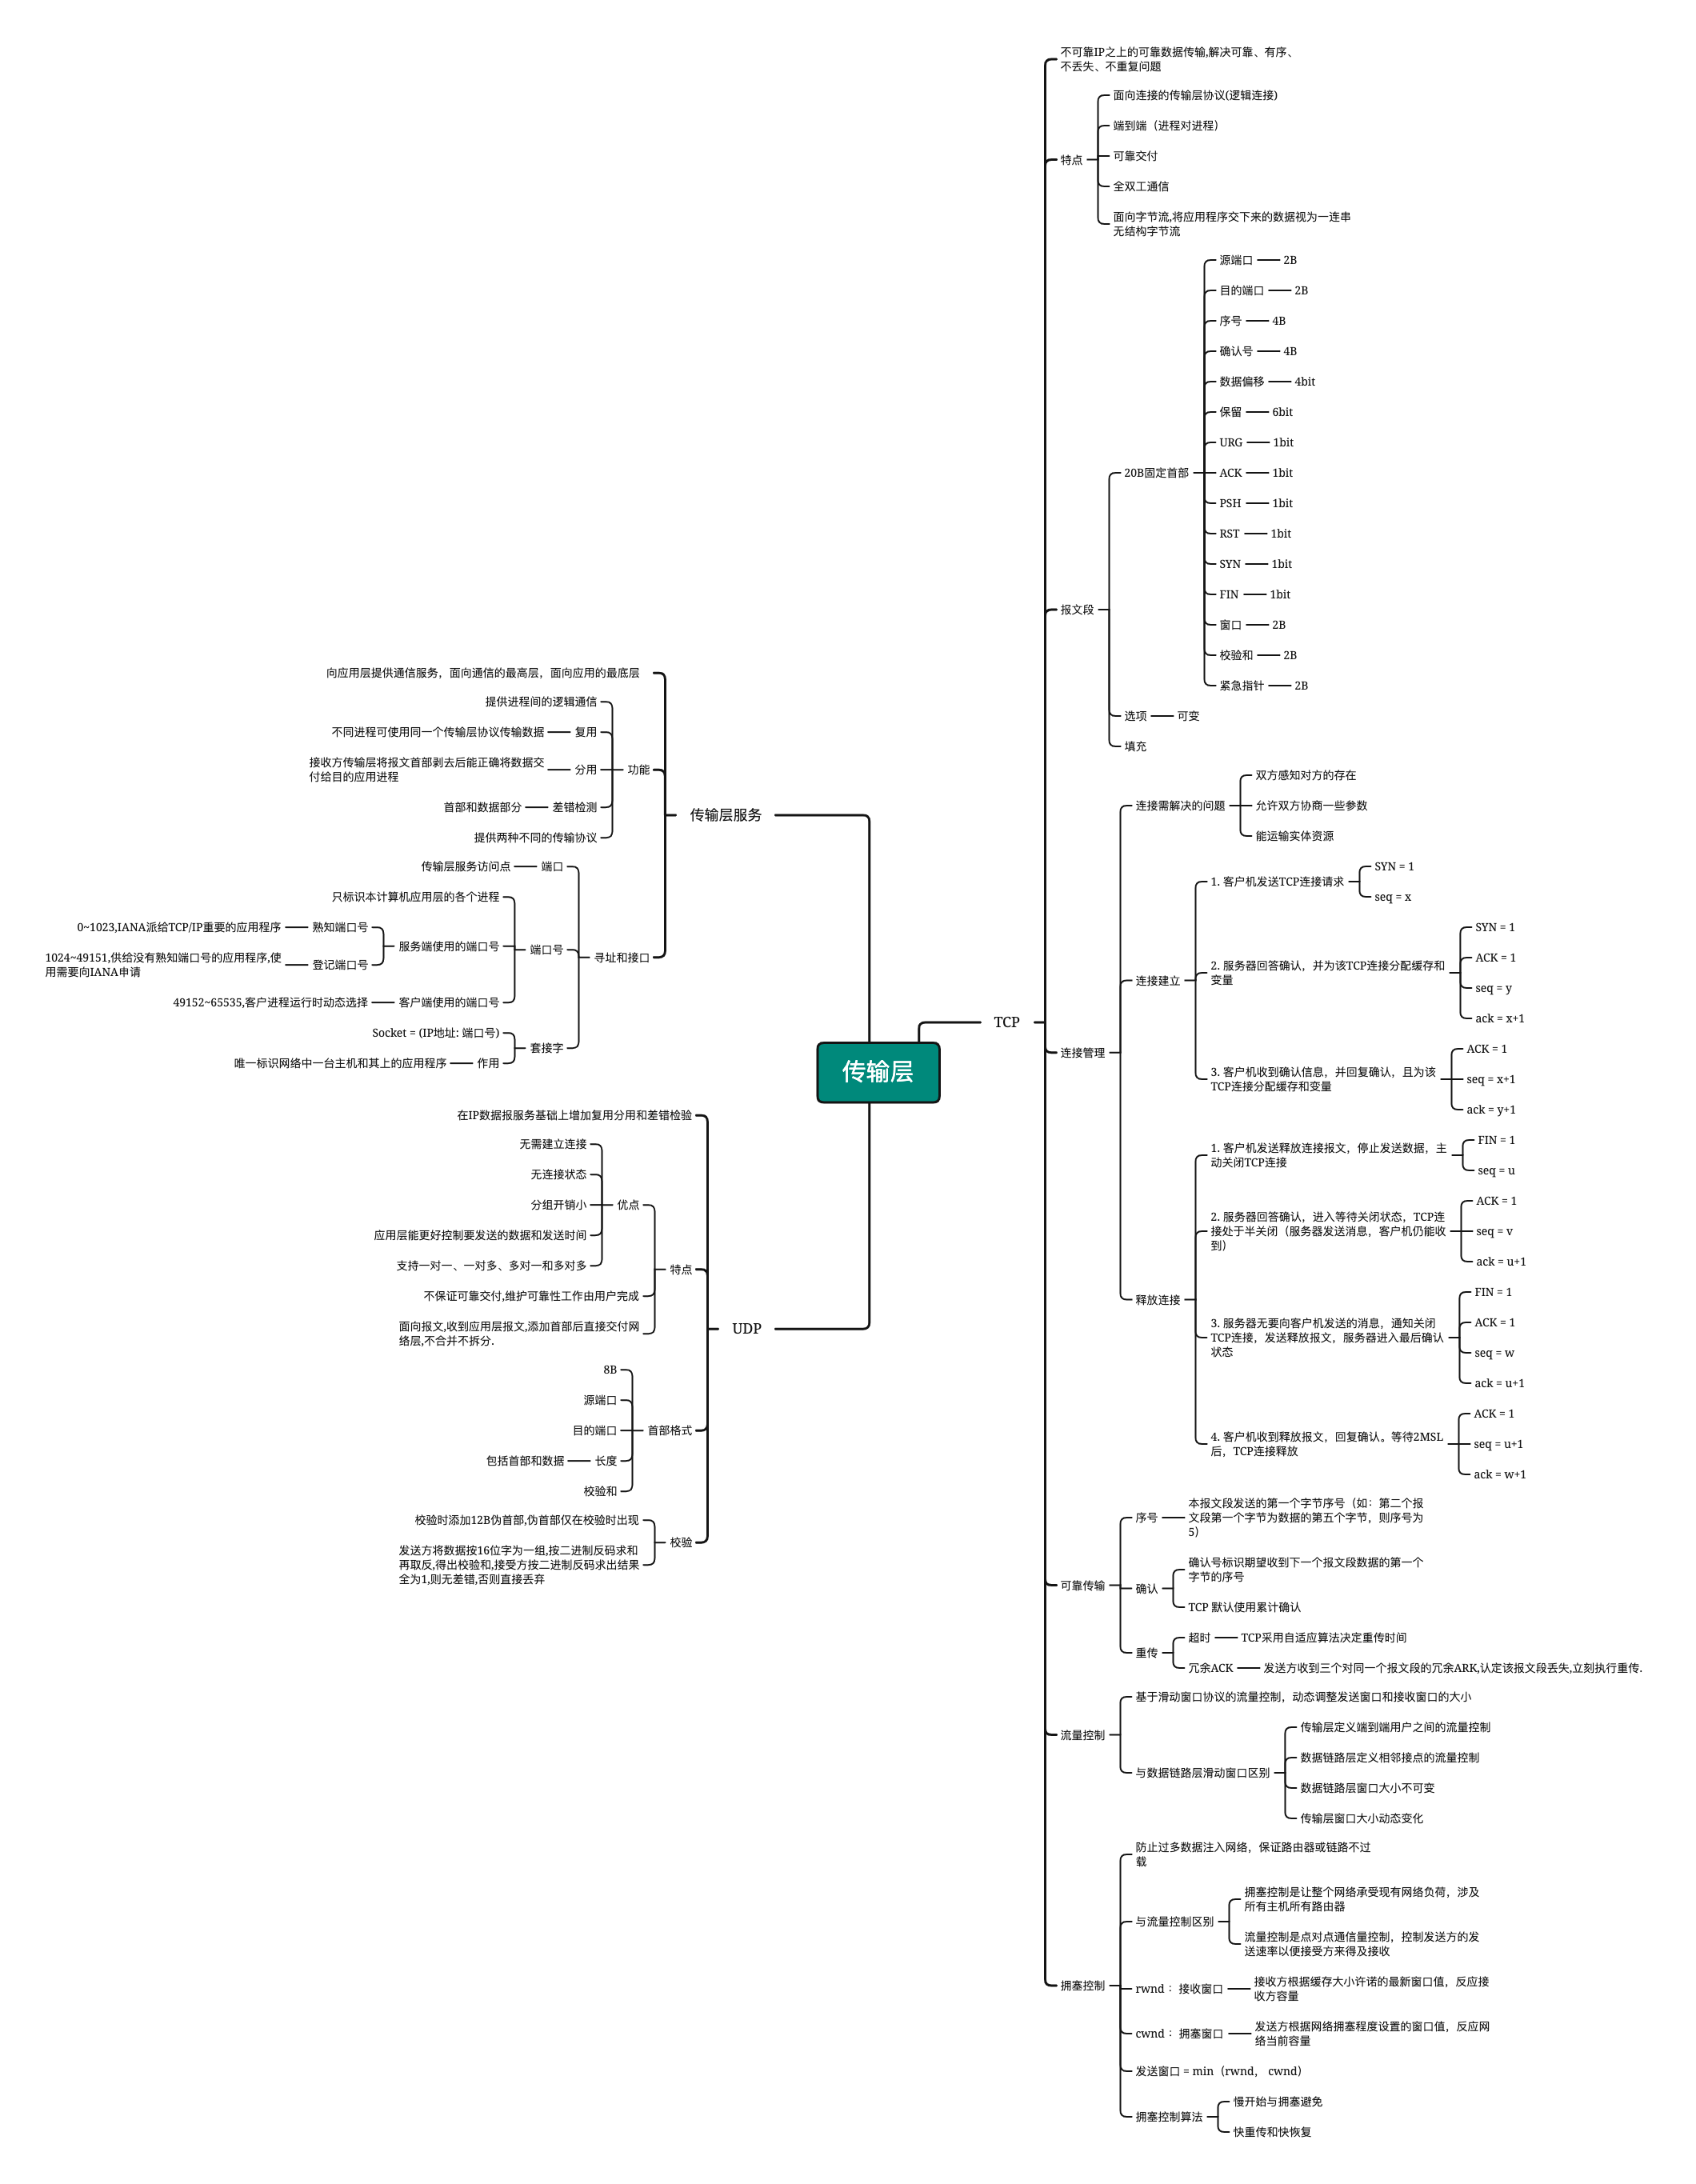 传输层
传输层服务
向应用层提供通信服务，面向通信的最高层，面向应用的最底层
功能
提供进程间的逻辑通信
复用
不同进程可使用同一个传输层协议传输数据
分用
接收方传输层将报文首部剥去后能正确将数据交
付给目的应用进程
差错检测
首部和数据部分
提供两种不同的传输协议
寻址和接口
端口
传输层服务访问点
端口号
只标识本计算机应用层的各个进程
服务端使用的端口号
熟知端口号
0~1023,IANA派给TCP/IP重要的应用程序
登记端口号
1024~49151,供给没有熟知端口号的应用程序,使
用需要向IANA申请
客户端使用的端口号
49152~65535,客户进程运行时动态选择
套接字
Socket = (IP地址: 端口号)
作用
唯一标识网络中一台主机和其上的应用程序
UDP
在IP数据报服务基础上增加复用分用和差错检验
特点
优点
无需建立连接
无连接状态
分组开销小
应用层能更好控制要发送的数据和发送时间
支持一对一、一对多、多对一和多对多
不保证可靠交付,维护可靠性工作由用户完成
面向报文,收到应用层报文,添加首部后直接交付网
络层,不合并不拆分.
首部格式
8B
源端口
目的端口
长度
包括首部和数据
校验和
校验
校验时添加12B伪首部,伪首部仅在校验时出现
发送方将数据按16位字为一组,按二进制反码求和
再取反,得出校验和,接受方按二进制反码求出结果
全为1,则无差错,否则直接丢弃
TCP
不可靠IP之上的可靠数据传输,解决可靠、有序、
不丢失、不重复问题
特点
面向连接的传输层协议(逻辑连接)
端到端（进程对进程）
可靠交付
全双工通信
面向字节流,将应用程序交下来的数据视为一连串
无结构字节流
报文段
20B固定首部
源端口
2B
目的端口
2B
序号
4B
确认号
4B
数据偏移
4bit
保留
6bit
URG
1bit
ACK
1bit
PSH
1bit
RST
1bit
SYN
1bit
FIN
1bit
窗口
2B
校验和
2B
紧急指针
2B
选项
可变
填充
连接管理
连接需解决的问题
双方感知对方的存在
允许双方协商一些参数
能运输实体资源
连接建立
1. 客户机发送TCP连接请求
SYN = 1
seq = x
2. 服务器回答确认，并为该TCP连接分配缓存和
变量
SYN = 1
ACK = 1
seq = y
ack = x+1
3. 客户机收到确认信息，并回复确认，且为该
TCP连接分配缓存和变量
ACK = 1
seq = x+1
ack = y+1
释放连接
1. 客户机发送释放连接报文，停止发送数据，主
动关闭TCP连接
FIN = 1
seq = u
2. 服务器回答确认，进入等待关闭状态，TCP连
接处于半关闭（服务器发送消息，客户机仍能收
到）
ACK = 1
seq = v
ack = u+1
3. 服务器无要向客户机发送的消息，通知关闭
TCP连接，发送释放报文，服务器进入最后确认
状态
FIN = 1
ACK = 1
seq = w
ack = u+1
4. 客户机收到释放报文，回复确认。等待2MSL
后，TCP连接释放
ACK = 1
seq = u+1
ack = w+1
可靠传输
序号
本报文段发送的第一个字节序号（如：第二个报
文段第一个字节为数据的第五个字节，则序号为
5）
确认
确认号标识期望收到下一个报文段数据的第一个
字节的序号
TCP 默认使用累计确认
重传
超时
TCP采用自适应算法决定重传时间
冗余ACK
发送方收到三个对同一个报文段的冗余ARK,认定该报文段丢失,立刻执行重传.
流量控制
基于滑动窗口协议的流量控制，动态调整发送窗口和接收窗口的大小
与数据链路层滑动窗口区别
传输层定义端到端用户之间的流量控制
数据链路层定义相邻接点的流量控制
数据链路层窗口大小不可变
传输层窗口大小动态变化
拥塞控制
防止过多数据注入网络，保证路由器或链路不过
载
与流量控制区别
拥塞控制是让整个网络承受现有网络负荷，涉及
所有主机所有路由器
流量控制是点对点通信量控制，控制发送方的发
送速率以便接受方来得及接收
rwnd： 接收窗口
接收方根据缓存大小许诺的最新窗口值，反应接
收方容量
cwnd： 拥塞窗口
发送方根据网络拥塞程度设置的窗口值，反应网
络当前容量
发送窗口 = min（rwnd， cwnd）
拥塞控制算法
慢开始与拥塞避免
快重传和快恢复